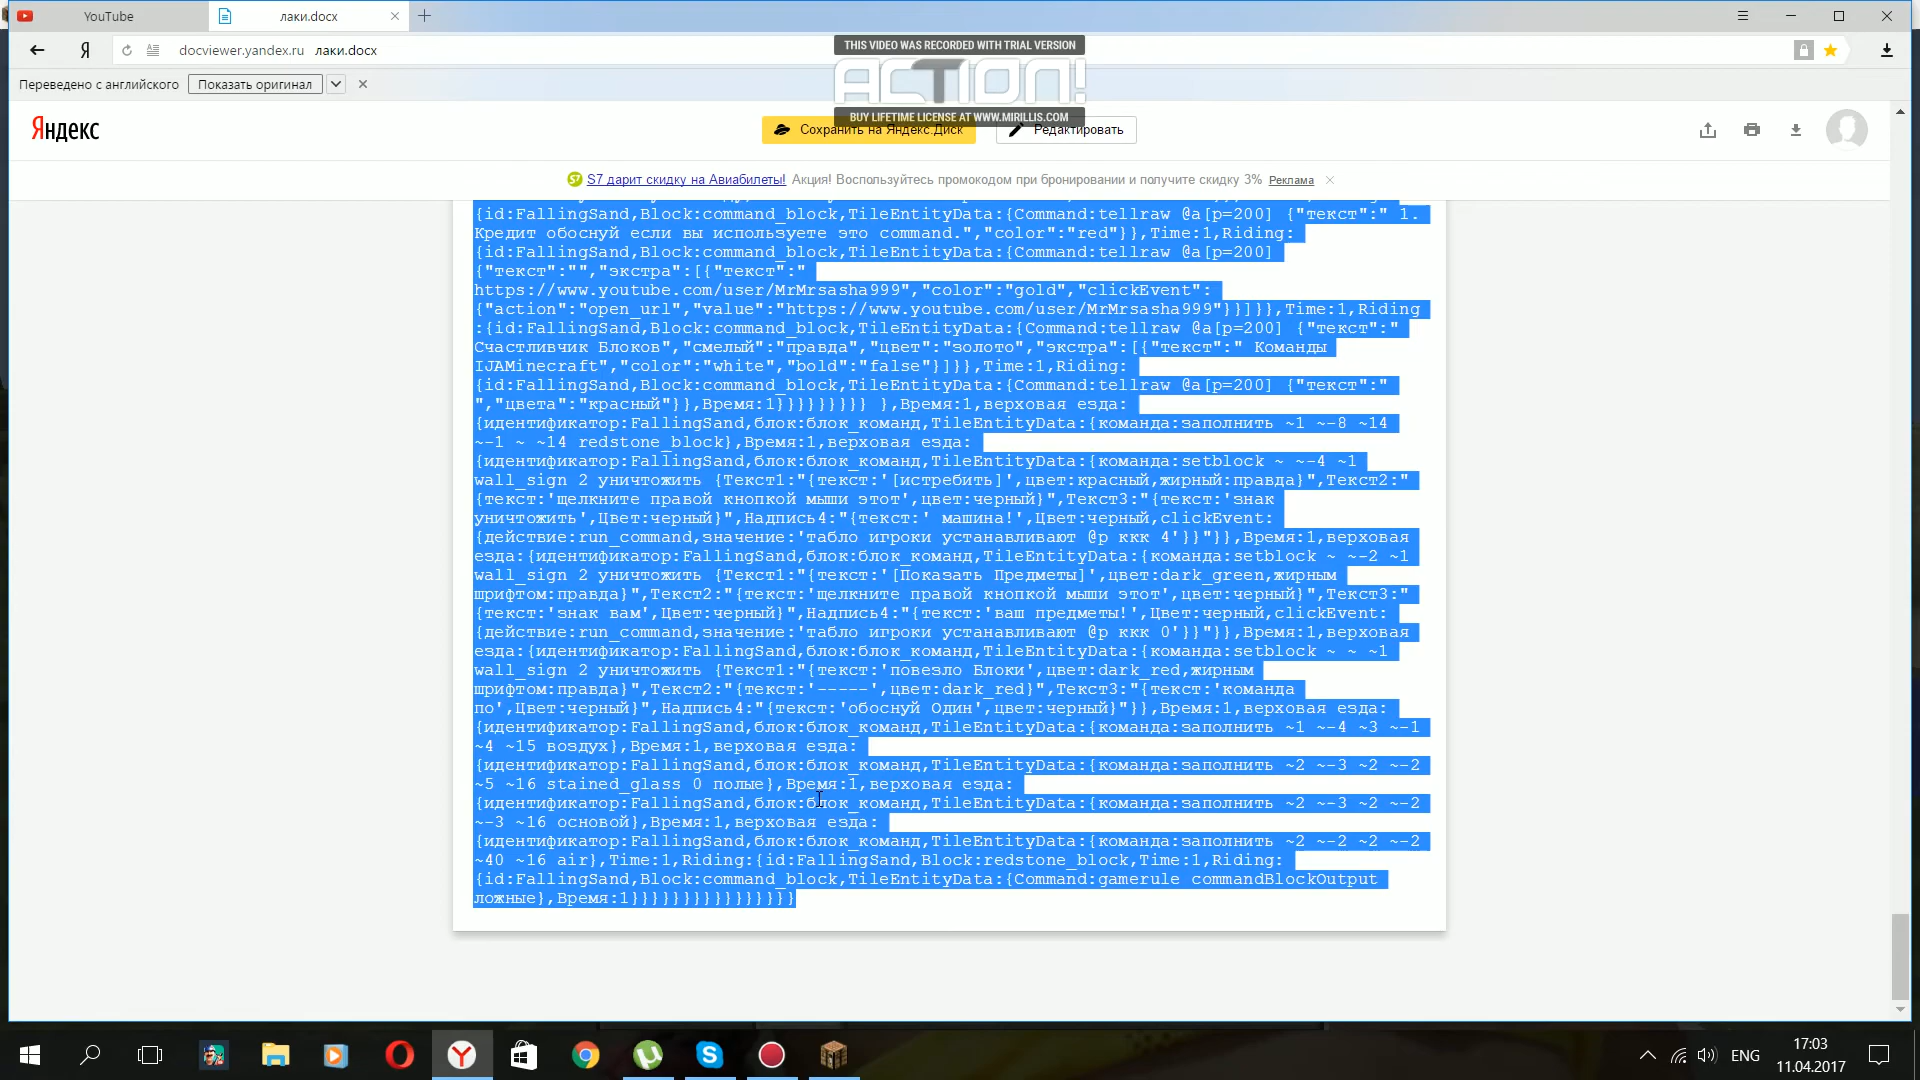 YouTube
лаки.docx
docviewer.yandex.ru лаки.docx
THIS VIDEO WAS RECORDED WITH TRIAL VERSION
ACTION!
BUY LIFETIME LICENSE AT WWW.MIRILLIS.COM
Переведено с английского Показать оригинал
Яндекс
Сохранить на Яндекс.Диск
Редактировать
S7 дарит скидку на Авиабилеты! Акция! Воспользуйтесь промокодом при бронировании и получите скидку 3% Реклама
{id:FallingSand,Block:command_block,TileEntityData:{Command:tellraw @a[p=200] {"текст":" 1.
Кредит обоснуй если вы используете это command.","color":"red"}},Time:1,Riding:
{id:FallingSand,Block:command_block,TileEntityData:{Command:tellraw @a[p=200]
{"текст":"","экстра":[{"текст":"
https://www.youtube.com/user/MrMrsasha999","color":"gold","clickEvent":
{"action":"open_url","value":"https://www.youtube.com/user/MrMrsasha999"}}]}},Time:1,Riding
:{id:FallingSand,Block:command_block,TileEntityData:{Command:tellraw @a[p=200] {"текст":"
Счастливчик Блоков","смелый":"правда","цвет":"золото","экстра":[{"текст":" Команды
IJAMinecraft","color":"white","bold":"false"}]}},Time:1,Riding:
{id:FallingSand,Block:command_block,TileEntityData:{Command:tellraw @a[p=200] {"текст":"
","цвета":"красный"}},Время:1}}}}}}}}} },Время:1,верховая езда:
{идентификатор:FallingSand,блок:блок_команд,TileEntityData:{команда:заполнить ~1 ~-8 ~14
~-1 ~ ~14 redstone_block},Время:1,верховая езда:
{идентификатор:FallingSand,блок:блок_команд,TileEntityData:{команда:setblock ~ ~-4 ~1
wall_sign 2 уничтожить {Текст1:"{текст:'[истребить]',цвет:красный,жирный:правда}",Текст2:"
{текст:'щелкните правой кнопкой мыши этот',цвет:черный}",Текст3:"{текст:'знак
уничтожить',Цвет:черный}",Надпись4:"{текст:' машина!',Цвет:черный,clickEvent:
{действие:run_command,значение:'табло игроки устанавливают @р ккк 4'}}"}},Время:1,верховая
езда:{идентификатор:FallingSand,блок:блок_команд,TileEntityData:{команда:setblock ~ ~-2 ~1
wall_sign 2 уничтожить {Текст1:"{текст:'[Показать Предметы]',цвет:dark_green,жирным
шрифтом:правда}",Текст2:"{текст:'щелкните правой кнопкой мыши этот',цвет:черный}",Текст3:"
{текст:'знак вам',Цвет:черный}",Надпись4:"{текст:'ваш предметы!',Цвет:черный,clickEvent:
{действие:run_command,значение:'табло игроки устанавливают @р ккк 0'}}"}},Время:1,верховая
езда:{идентификатор:FallingSand,блок:блок_команд,TileEntityData:{команда:setblock ~ ~ ~1
wall_sign 2 уничтожить {Текст1:"{текст:'повезло Блоки',цвет:dark_red,жирным
шрифтом:правда}",Текст2:"{текст:'-----',цвет:dark_red}",Текст3:"{текст:'команда
по',Цвет:черный}",Надпись4:"{текст:'обоснуй Один',цвет:черный}"}},Время:1,верховая езда:
{идентификатор:FallingSand,блок:блок_команд,TileEntityData:{команда:заполнить ~1 ~-4 ~3 ~-1
~4 ~15 воздух},Время:1,верховая езда:
{идентификатор:FallingSand,блок:блок_команд,TileEntityData:{команда:заполнить ~2 ~-3 ~2 ~-2
~5 ~16 stained_glass 0 полые},Время:1,верховая езда:
{идентификатор:FallingSand,блок:блок_команд,TileEntityData:{команда:заполнить ~2 ~-3 ~2 ~-2
~-3 ~16 основой},Время:1,верховая езда:
{идентификатор:FallingSand,блок:блок_команд,TileEntityData:{команда:заполнить ~2 ~-2 ~2 ~-2
~40 ~16 air},Time:1,Riding:{id:FallingSand,Block:redstone_block,Time:1,Riding:
{id:FallingSand,Block:command_block,TileEntityData:{Command:gamerule commandBlockOutput
ложные},Время:1}}}}}}}}}}}}}}}}
ENG
17:03
11.04.2017